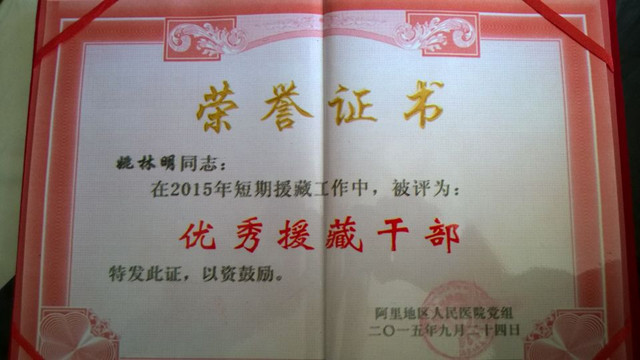 荣誉证书
姚林明同志：
在2015年短期援藏工作中，被评为：
优秀援藏干部
特发此证，以资鼓励。
阿里地区人民医院党组
二〇一五年九月二十四日